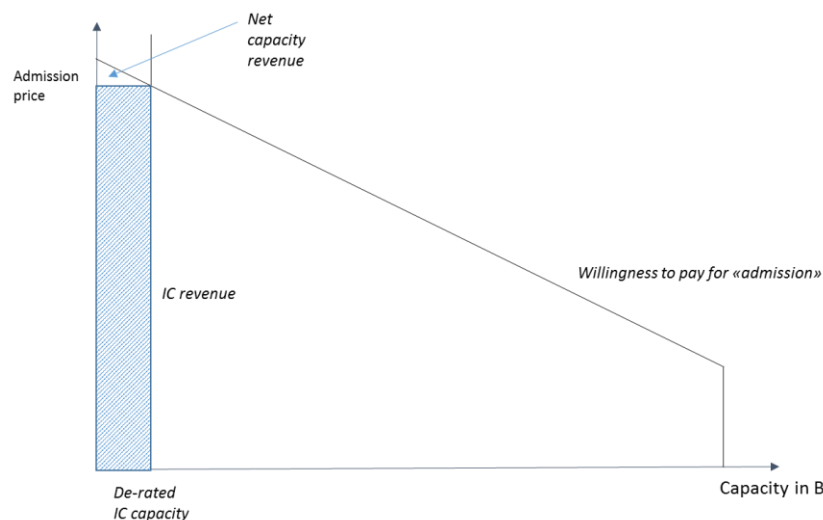 Net
capacity
revenue
Admission
price
Willingness to pay for «admission»
IC revenue
Capacity in B
De-rated
IC capacity